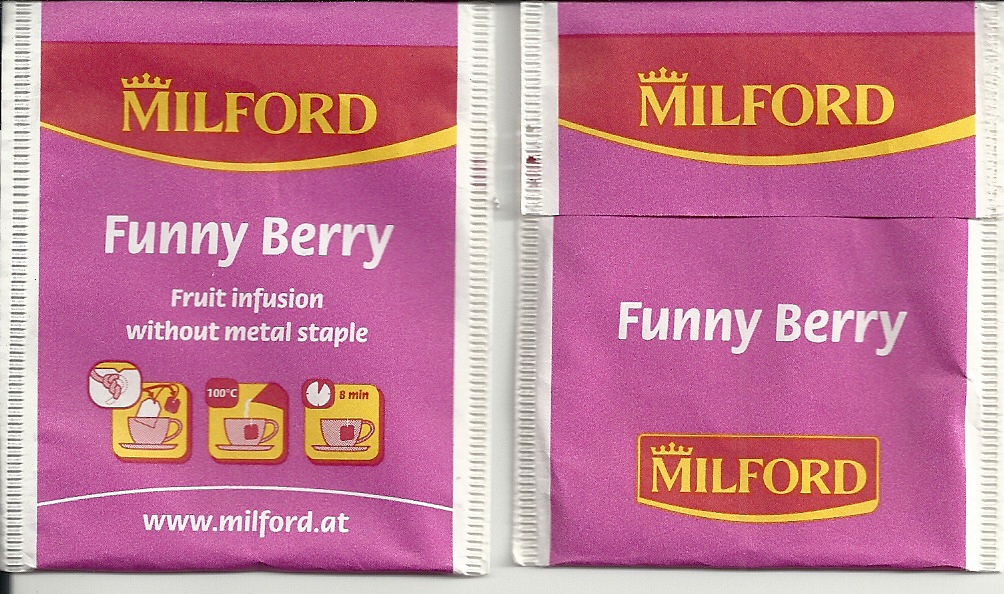 MILFORD
Funny Berry
Fruit infusion
without metal staple
100°C
8 min
www.milford.at
MILFORD
Funny Berry
MILFORD